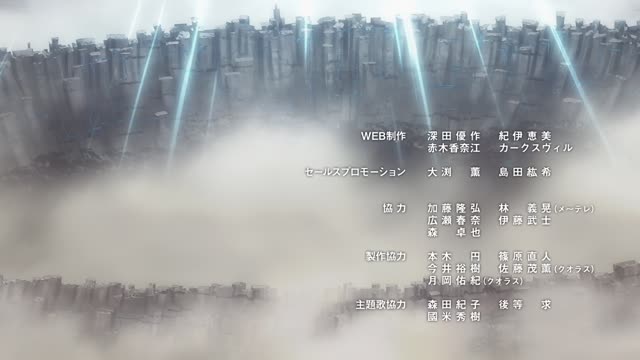 WEB制作 深田優作 紀伊恵美
赤木香奈江 カークスヴィル
セールスプロモーション 大渕 薫 島田紘希
協力 加藤隆弘 林 義晃(メ〜テレ)
広瀬春奈 伊藤武士
森 卓也
製作協力 本木 円 篠原直人
今井裕樹 佐藤茂薫(クオラス)
月岡佑紀(クオラス)
主題歌協力 森田紀子 後等 求
國米秀樹